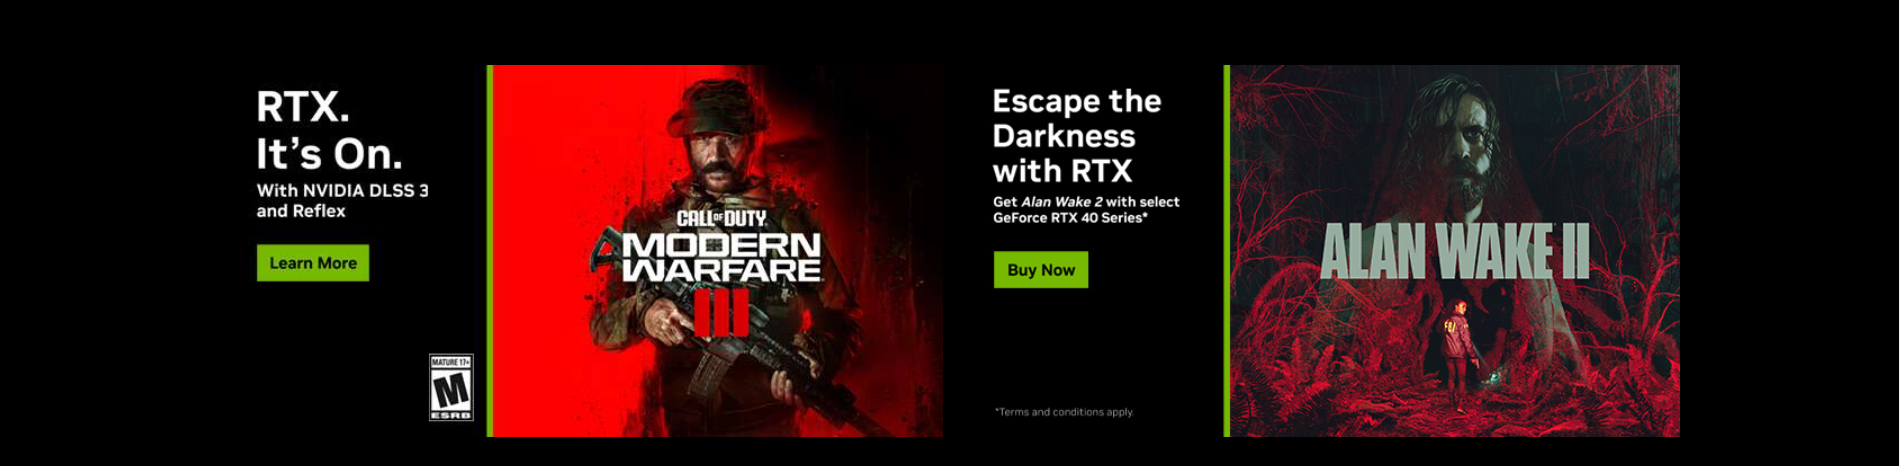 RTX.
It's On.
With NVIDIA DLSS 3
and Reflex
Learn More
MATURE 17+
M
ESRB
CALL OF DUTY
MODERN
WARFARE
III
Escape the
Darkness
with RTX
Get Alan Wake 2 with select
GeForce RTX 40 Series*
Buy Now
*Terms and conditions apply.
ALAN WAKE II
FBI